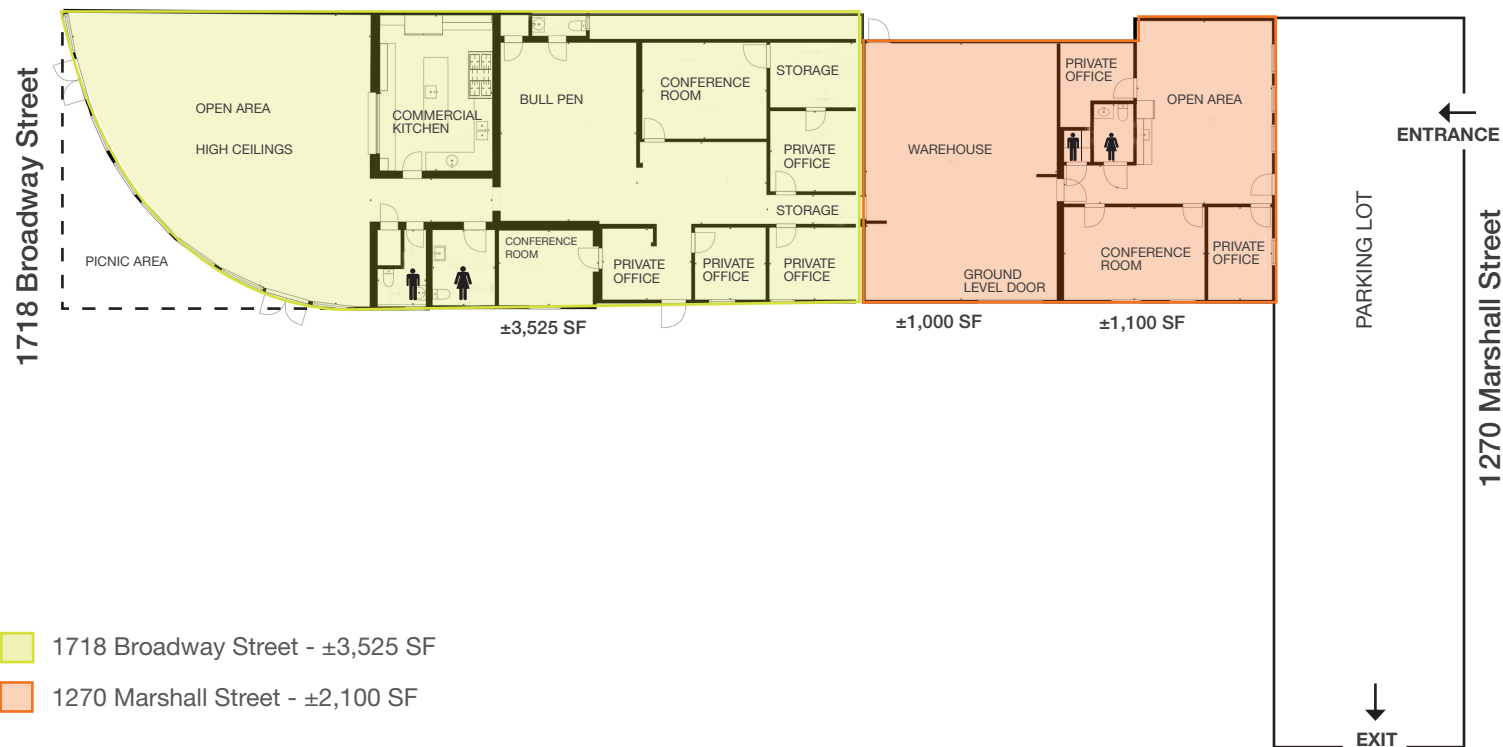 1718 Broadway Street
OPEN AREA
HIGH CEILINGS
PICNIC AREA
COMMERCIAL
KITCHEN
BULL PEN
CONFERENCE
ROOM
STORAGE
PRIVATE
OFFICE
STORAGE
CONFERENCE
ROOM
PRIVATE
OFFICE
PRIVATE
OFFICE
PRIVATE
OFFICE
±3,525 SF
WAREHOUSE
PRIVATE
OFFICE
OPEN AREA
GROUND
LEVEL DOOR
CONFERENCE
ROOM
PRIVATE
OFFICE
±1,000 SF
±1,100 SF
ENTRANCE
PARKING LOT
1270 Marshall Street
EXIT
1718 Broadway Street - ±3,525 SF
1270 Marshall Street - ±2,100 SF